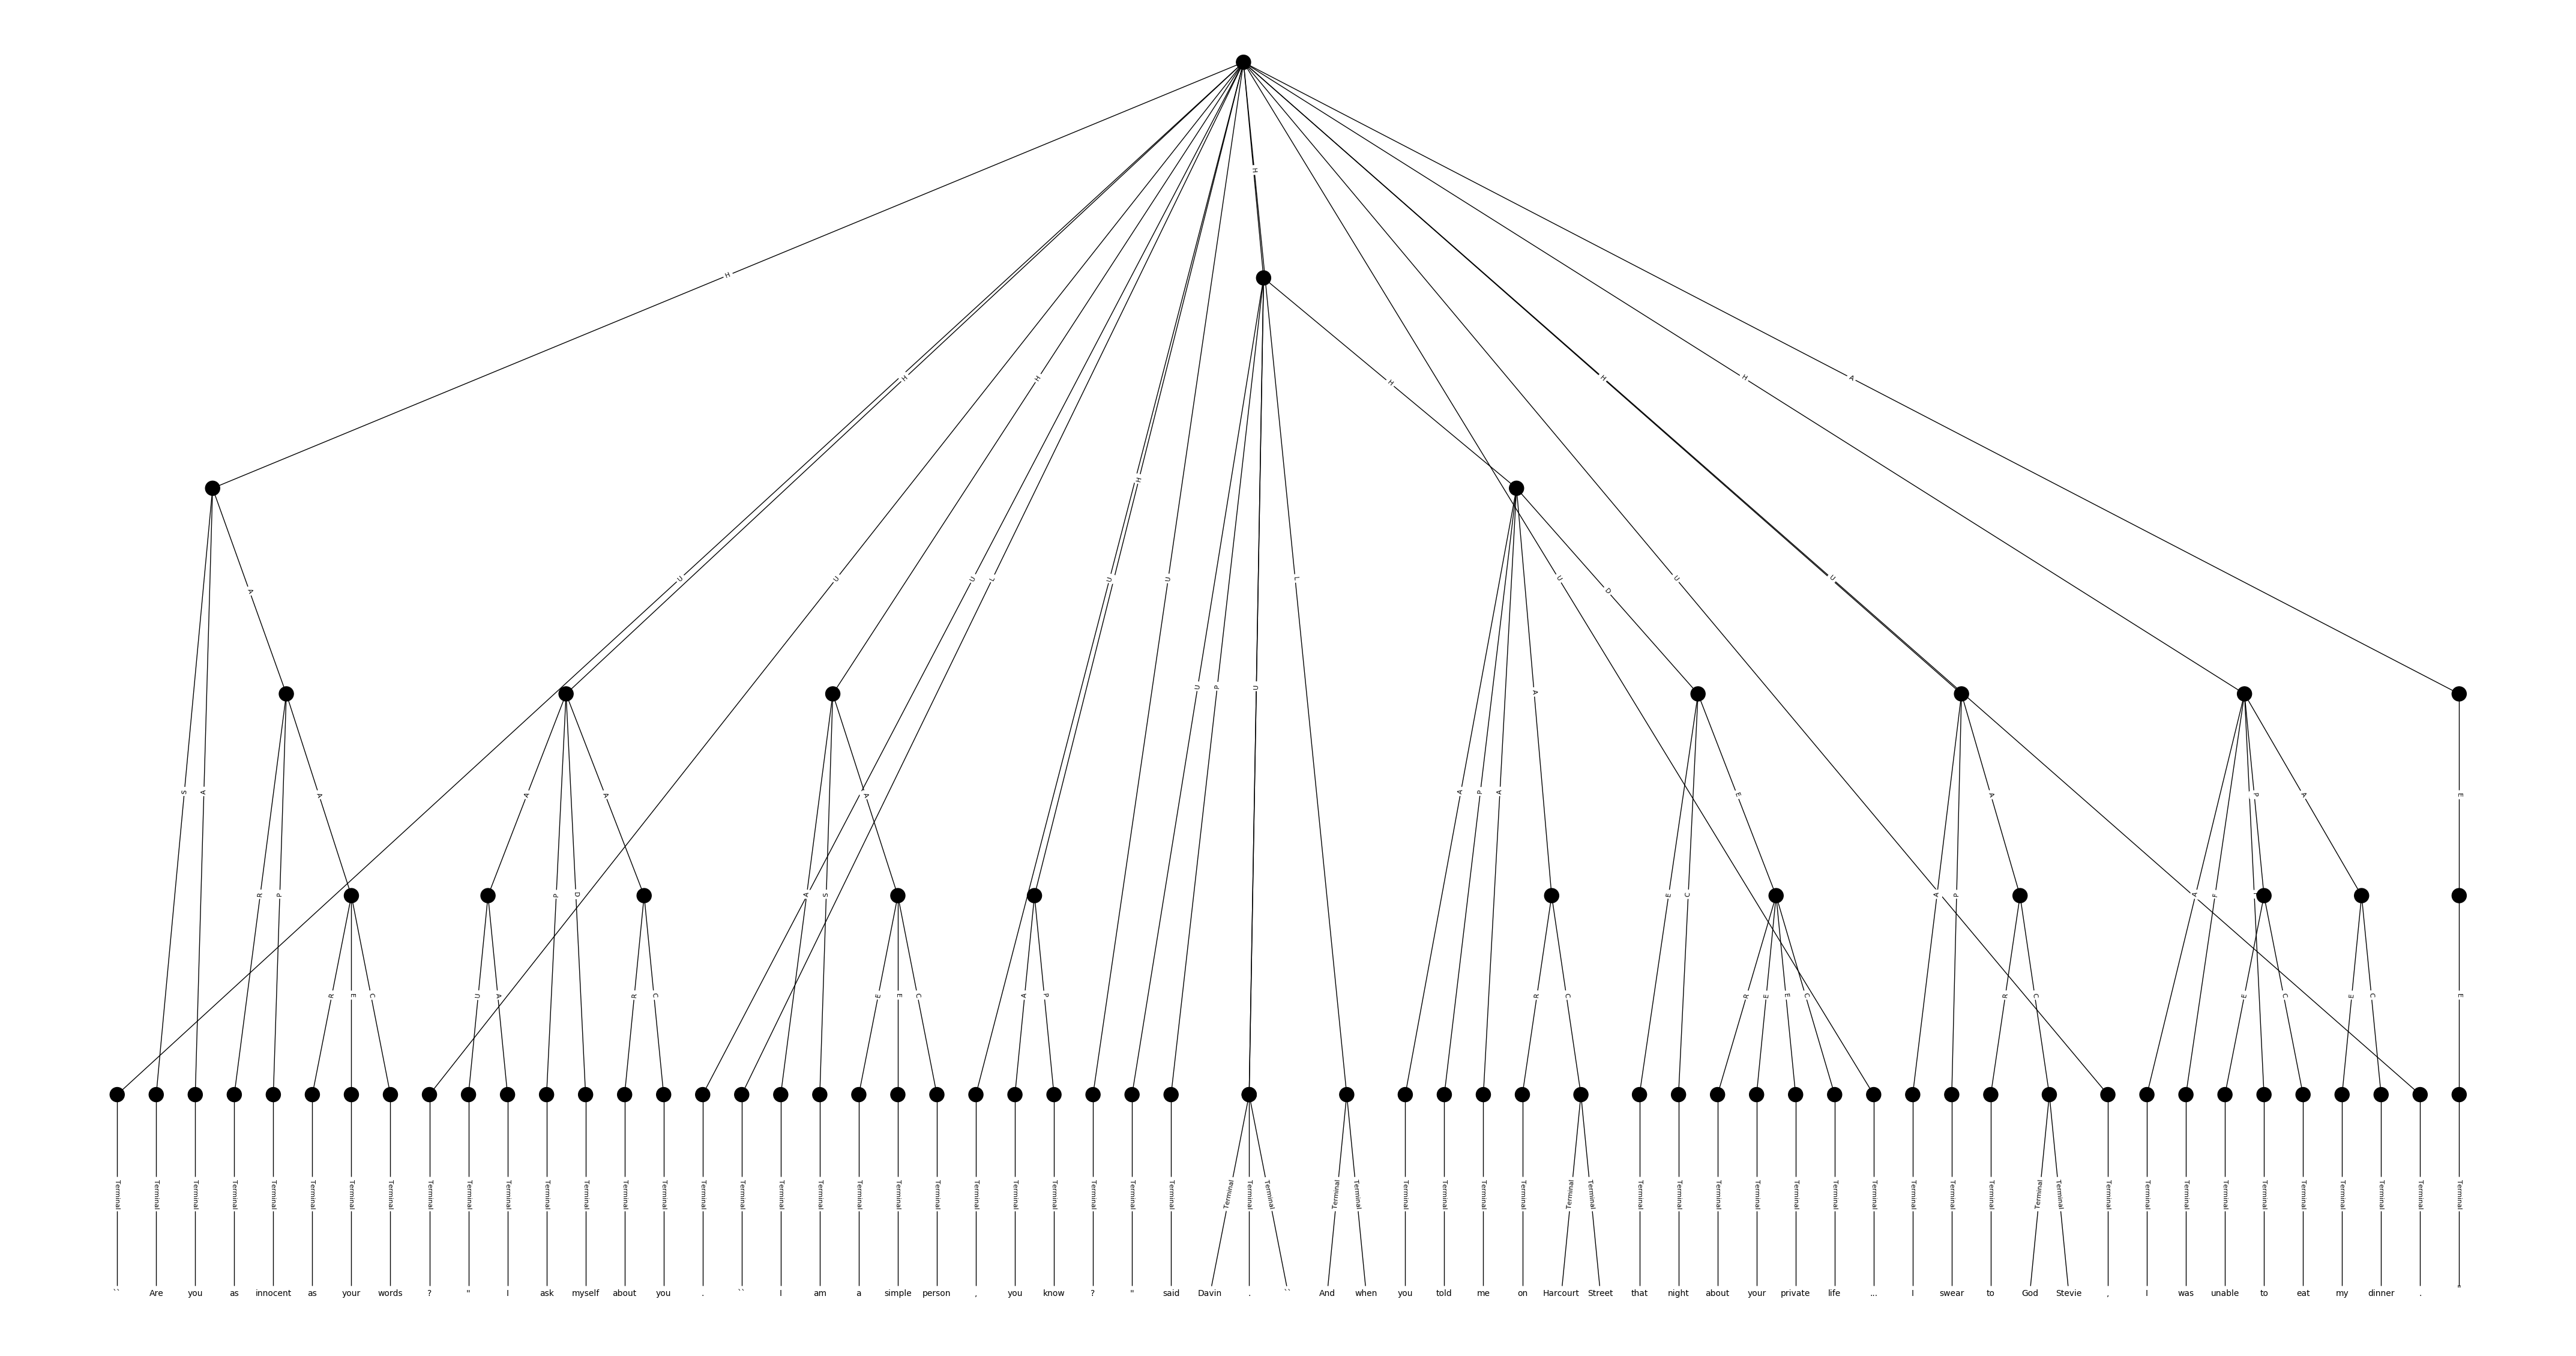 H
H
H H H H H A
H
U U U L U U U D U U U
A
U P U L
S A A A P A A E C E A P A A F P A E
R P A A P D A A S A E C
R E C U A R C E E C A P R C R E E C R C E C E C E
Terminal Terminal Terminal Terminal Terminal Terminal Terminal Terminal Terminal Terminal Terminal Terminal Terminal Terminal Terminal Terminal Terminal Terminal Terminal Terminal Terminal Terminal Terminal Terminal Terminal Terminal Terminal Terminal Terminal Terminal Terminal Terminal Terminal Terminal Terminal Terminal Terminal Terminal Terminal Terminal Terminal Terminal Terminal Terminal Terminal Terminal Terminal Terminal Terminal Terminal Terminal Terminal Terminal Terminal Terminal Terminal Terminal Terminal Terminal Terminal Terminal
`` Are you as innocent as your words ? " I ask myself about you . `` I am a simple person , you know ? " said Davin . `` And when you told me on Harcourt Street that night about your private life ... I swear to God Stevie , I was unable to eat my dinner . "